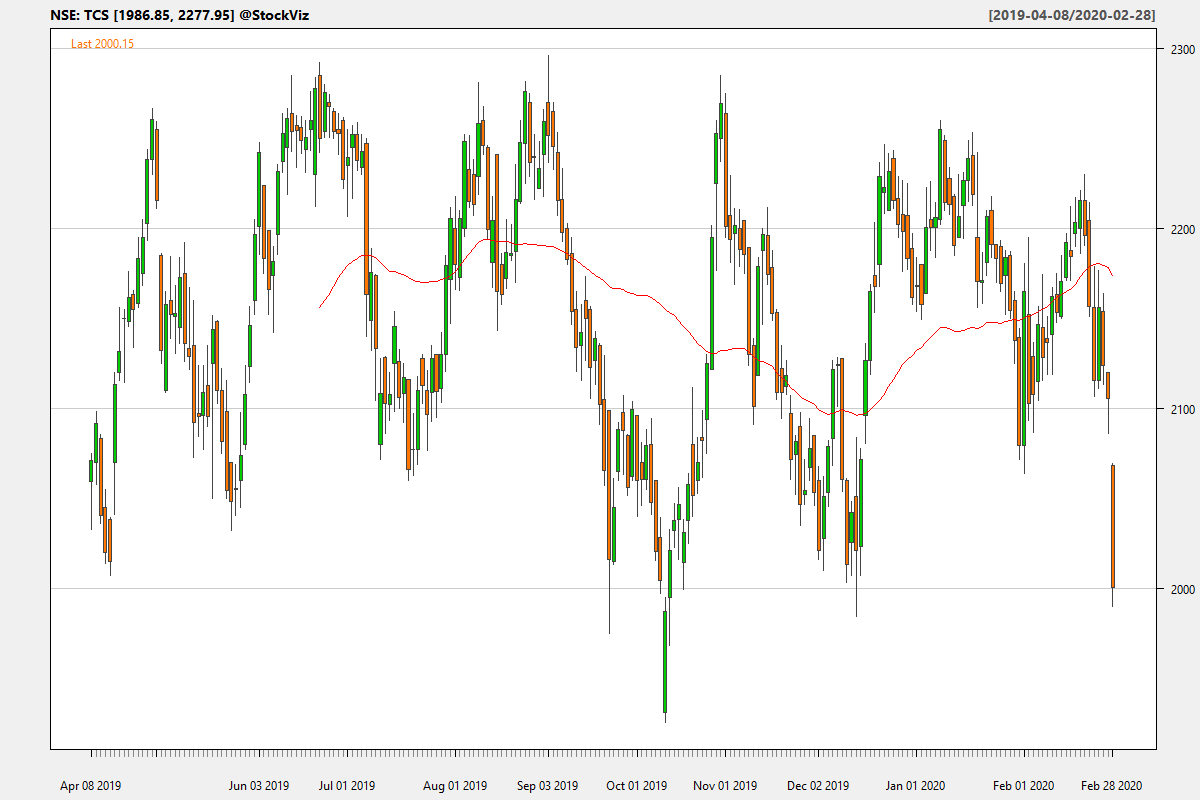 NSE: TCS [1986.85, 2277.95] @StockViz [2019-04-08/2020-02-28]
Last 2000.15
2300
2200
2100
2000
Apr 08 2019 Jun 03 2019 Jul 01 2019 Aug 01 2019 Sep 03 2019 Oct 01 2019 Nov 01 2019 Dec 02 2019 Jan 01 2020 Feb 01 2020 Feb 28 2020